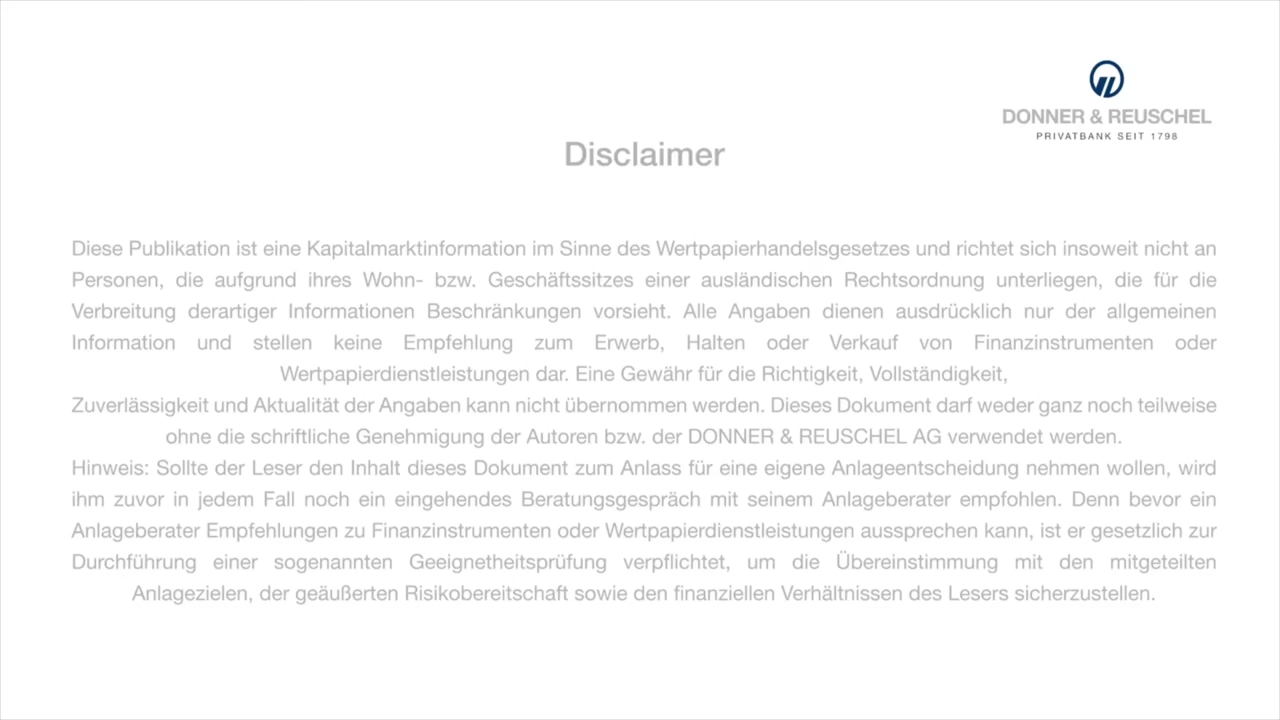 DONNER & REUSCHEL
PRIVATBANK SEIT 1798
Disclaimer
Diese Publikation ist eine Kapitalmarktinformation im Sinne des Wertpapierhandelsgesetzes und richtet sich insoweit nicht an
Personen, die aufgrund ihres Wohn- bzw. Geschäftssitzes einer ausländischen Rechtsordnung unterliegen, die für die
Verbreitung derartiger Informationen Beschränkungen vorsieht. Alle Angaben dienen ausdrücklich nur der allgemeinen
Information und stellen keine Empfehlung zum Erwerb, Halten oder Verkauf von Finanzinstrumenten oder
Wertpapierdienstleistungen dar. Eine Gewähr für die Richtigkeit, Vollständigkeit,
Zuverlässigkeit und Aktualität der Angaben kann nicht übernommen werden. Dieses Dokument darf weder ganz noch teilweise
ohne die schriftliche Genehmigung der Autoren bzw. der DONNER & REUSCHEL AG verwendet werden.
Hinweis: Sollte der Leser den Inhalt dieses Dokument zum Anlass für eine eigene Anlageentscheidung nehmen wollen, wird
ihm zuvor in jedem Fall noch ein eingehendes Beratungsgespräch mit seinem Anlageberater empfohlen. Denn bevor ein
Anlageberater Empfehlungen zu Finanzinstrumenten oder Wertpapierdienstleistungen aussprechen kann, ist er gesetzlich zur
Durchführung einer sogenannten Geeignetheitsprüfung verpflichtet, um die Übereinstimmung mit den mitgeteilten
Anlagezielen, der geäußerten Risikobereitschaft sowie den finanziellen Verhältnissen des Lesers sicherzustellen.